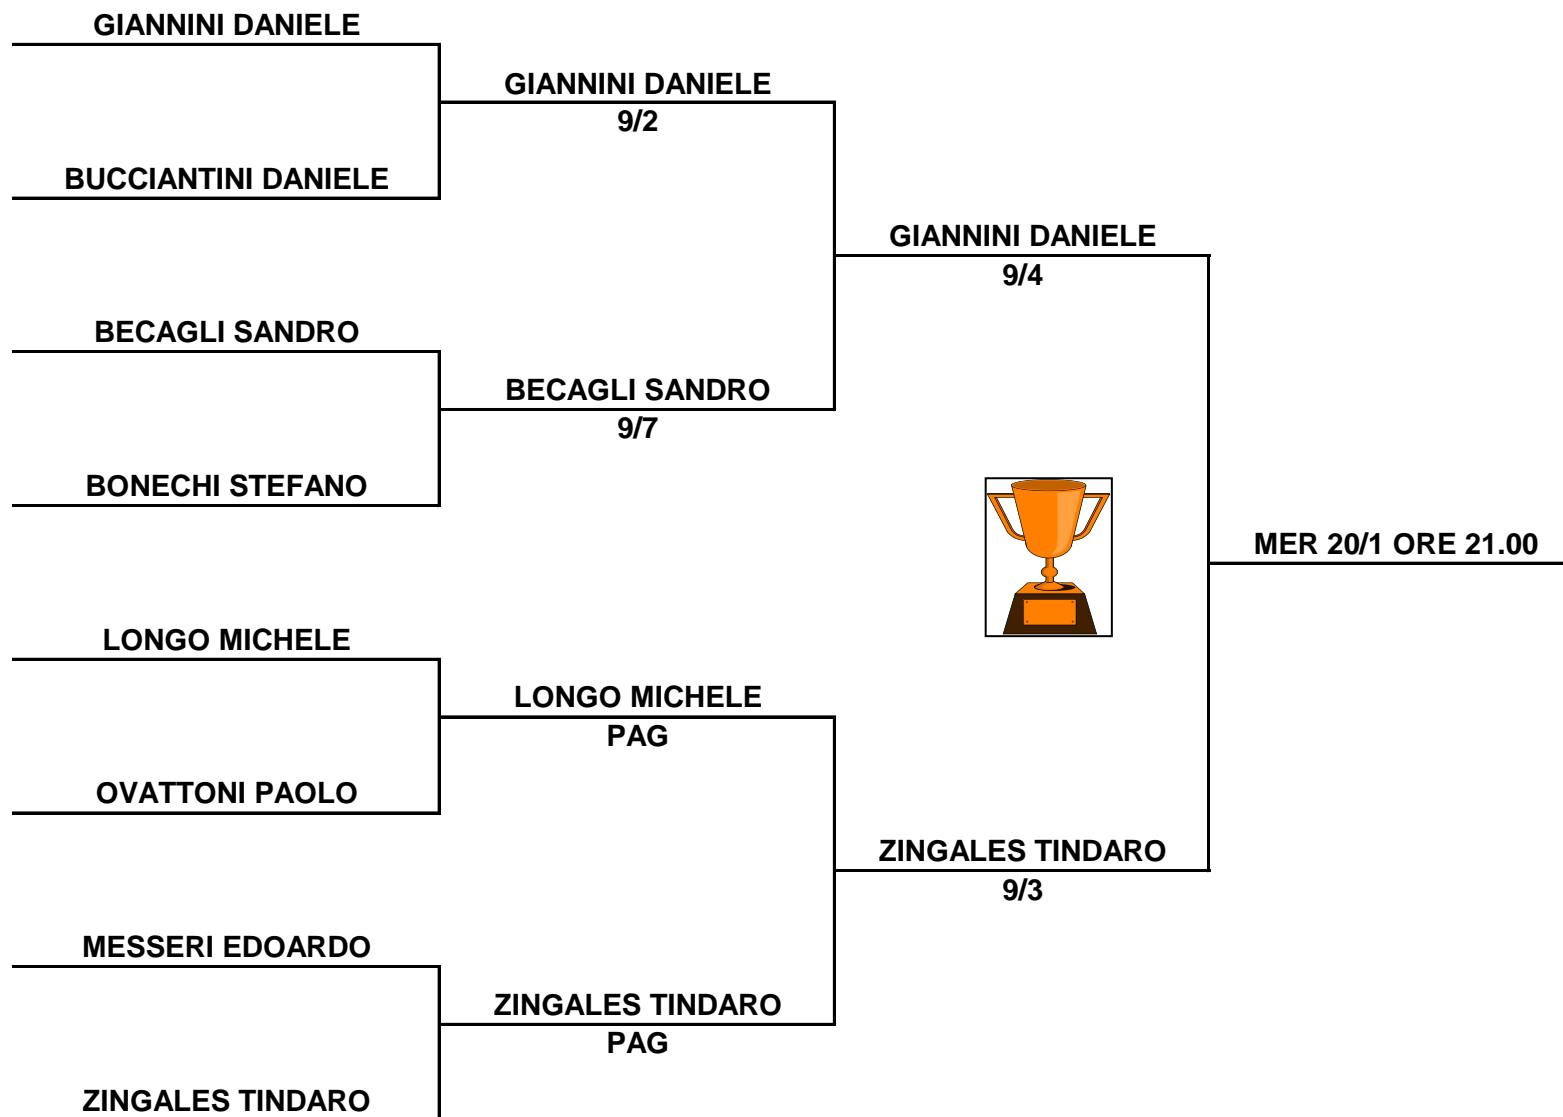 GIANNINI DANIELE
GIANNINI DANIELE
9/2
BUCCIANTINI DANIELE
GIANNINI DANIELE
9/4
BECAGLI SANDRO
BECAGLI SANDRO
9/7
BONECHI STEFANO
MER 20/1 ORE 21.00
LONGO MICHELE
LONGO MICHELE
PAG
OVATTONI PAOLO
ZINGALES TINDARO
9/3
MESSERI EDOARDO
ZINGALES TINDARO
PAG
ZINGALES TINDARO